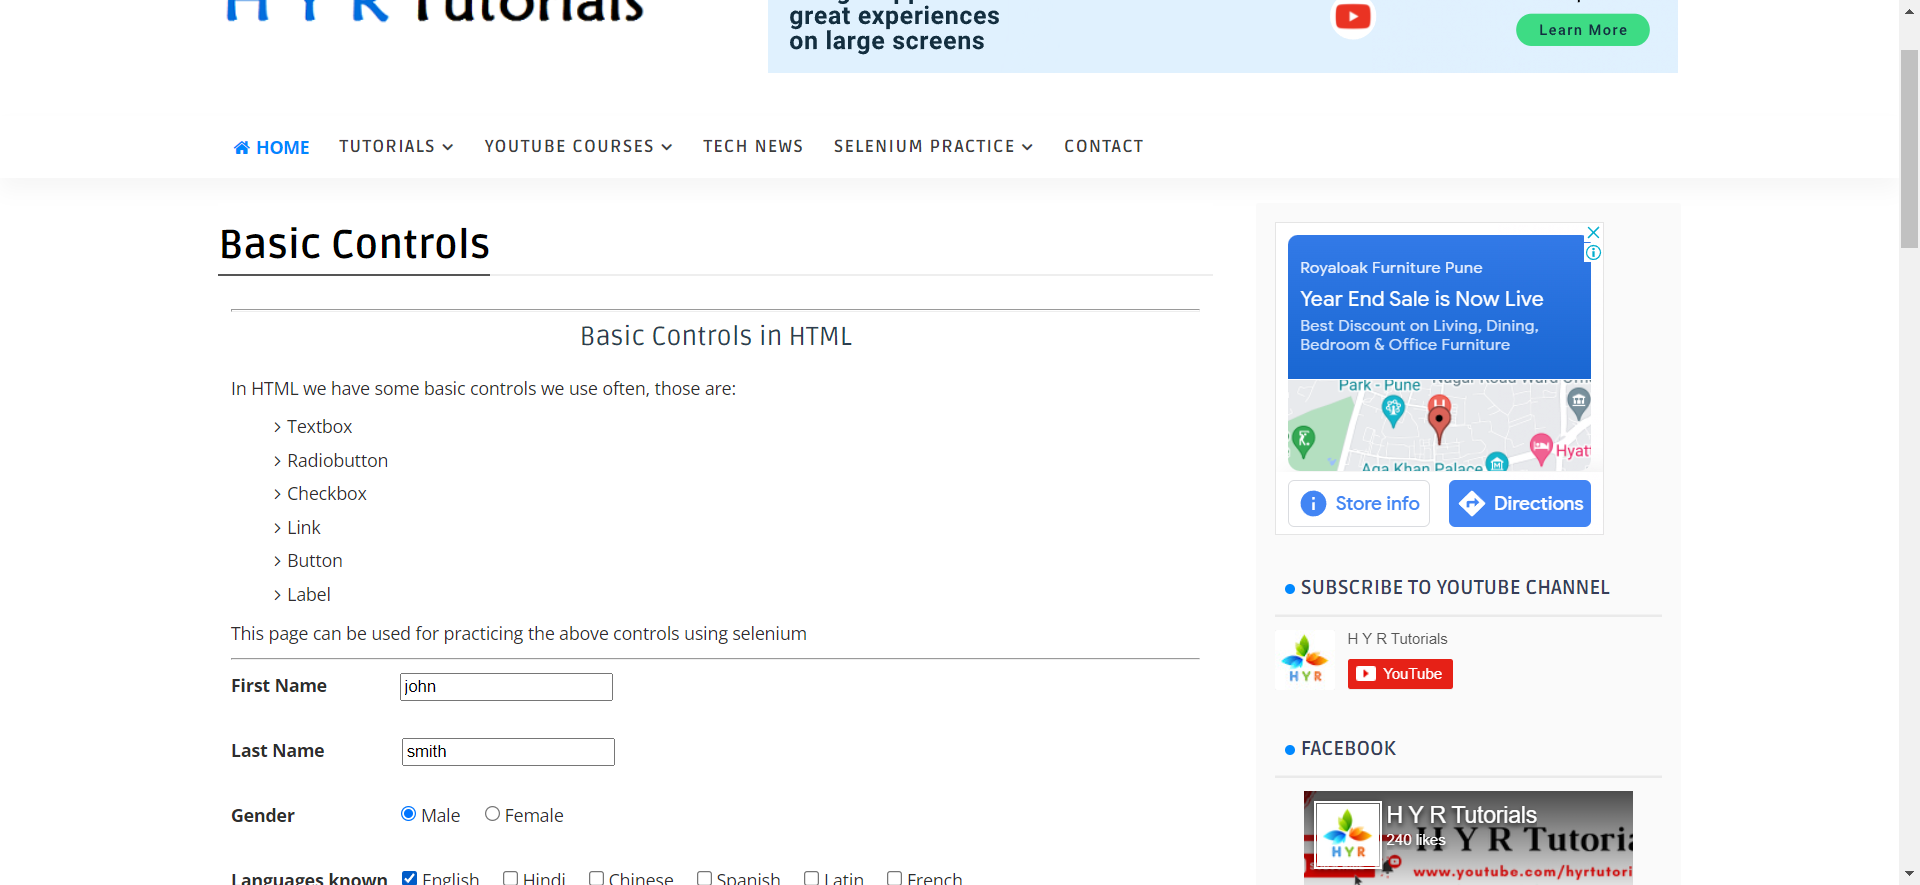 H Y R Tutorials
great experiences
on large screens
Learn More
HOME TUTORIALS YOUTUBE COURSES TECH NEWS SELENIUM PRACTICE CONTACT
Basic Controls
Basic Controls in HTML
In HTML we have some basic controls we use often, those are:
Textbox
Radiobutton
Checkbox
Link
Button
Label
This page can be used for practicing the above controls using selenium
First Name john
Last Name smith
Gender Male Female
Languages known English Hindi Chinese Spanish Latin French
Royaloak Furniture Pune
Year End Sale is Now Live
Best Discount on Living, Dining,
Bedroom & Office Furniture
Park - Pune
Aga Khan Palace
Hyatt
Store info Directions
SUBSCRIBE TO YOUTUBE CHANNEL
H Y R Tutorials
HYR
YouTube
FACEBOOK
H Y R Tutorials
240 likes
HYR
H Y R Tutoria
www.youtube.com/hyrtutori